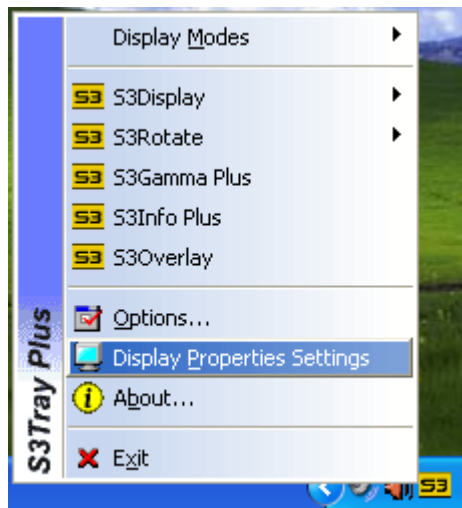 Display Modes
S3 S3Display
S3 S3Rotate
S3 S3Gamma Plus
S3 S3Info Plus
S3 S3Overlay
Options...
Display Properties Settings
i About...
Exit
S3Tray Plus
S3